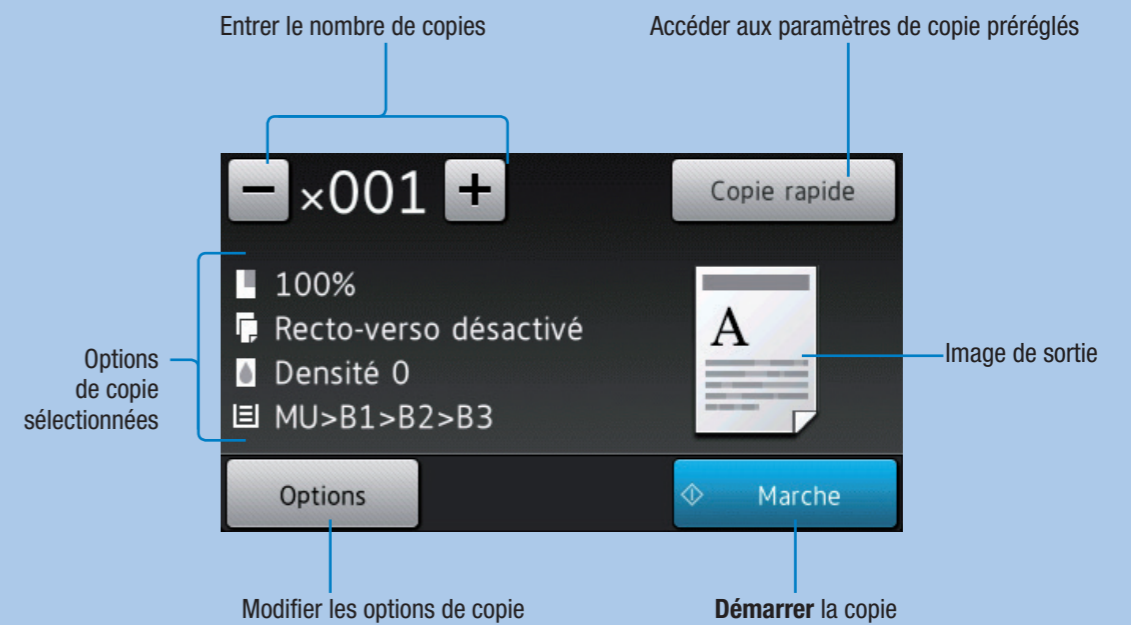 Entrer le nombre de copies
Accéder aux paramètres de copie préréglés
− ×001 +
Copie rapide
100%
Recto-verso désactivé
Densité 0
MU>B1>B2>B3
Options
de copie
sélectionnées
A
Image de sortie
Options
Marche
Modifier les options de copie
Démarrer la copie